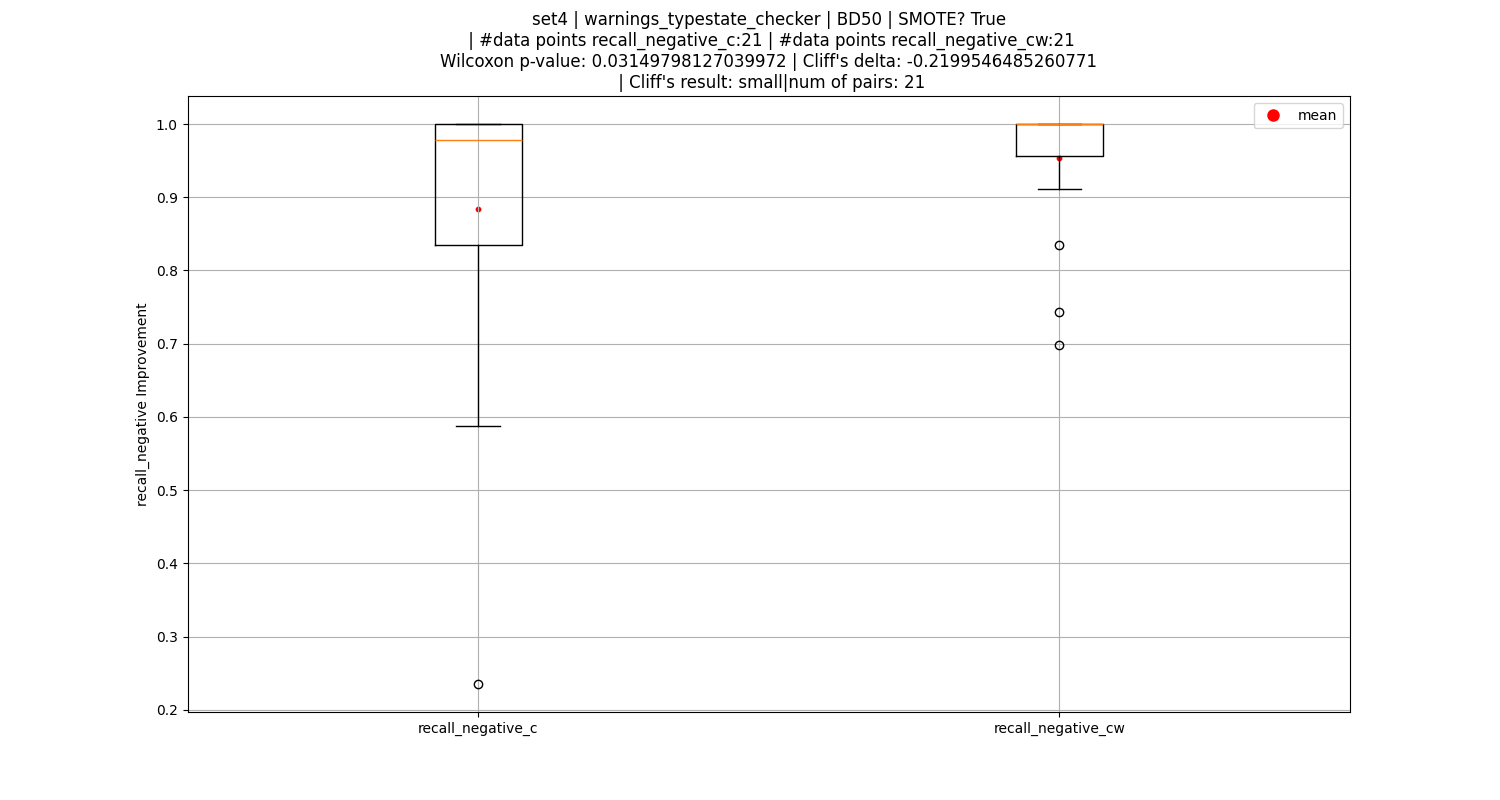 set4 | warnings_typestate_checker | BD50 | SMOTE? True
| #data points recall_negative_c:21 | #data points recall_negative_cw:21
Wilcoxon p-value: 0.03149798127039972 | Cliff's delta: -0.2199546485260771
| Cliff's result: small|num of pairs: 21
mean
1.0
0.9
0.8
0.7
0.6
0.5
0.4
0.3
0.2
recall_negative Improvement
recall_negative_c
recall_negative_cw